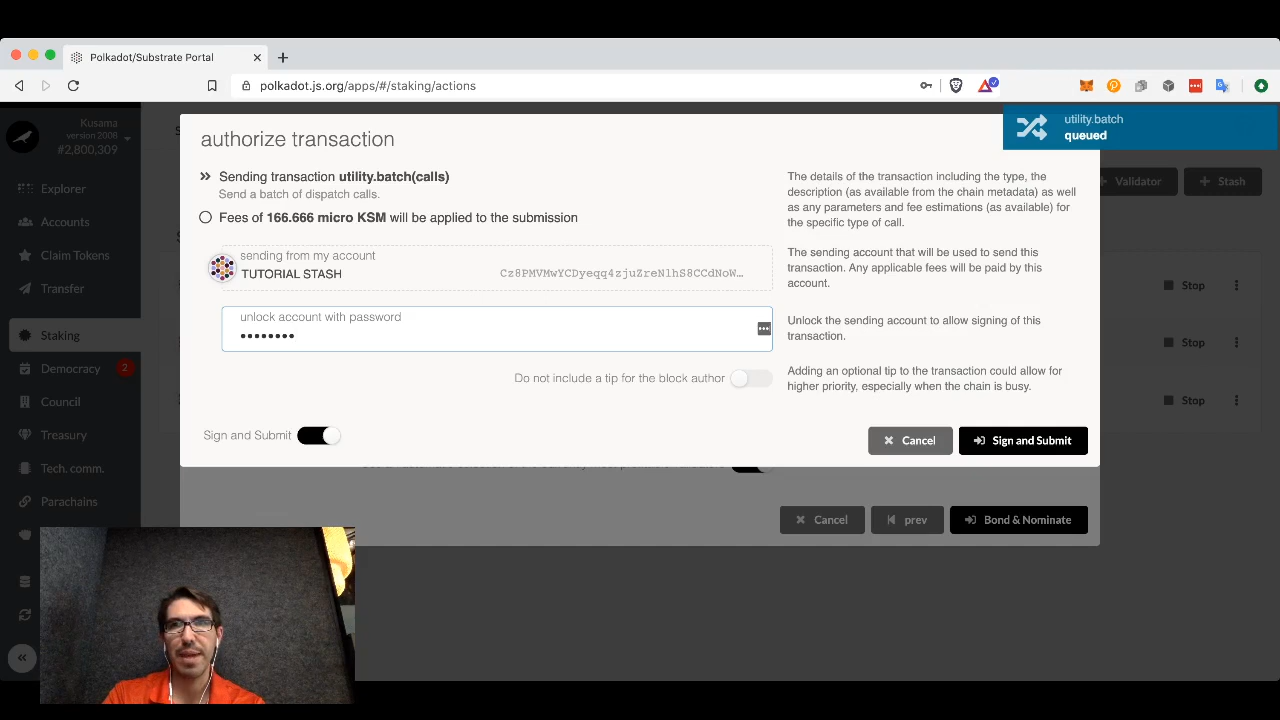 Polkadot/Substrate Portal
polkadot.js.org/apps/#/staking/actions
Kusama
version 2006
#2,800,309
Explorer
Accounts
Claim Tokens
Transfer
Staking
Democracy
2
Council
Treasury
Tech. comm.
Parachains
authorize transaction
Sending transaction utility.batch(calls)
Send a batch of dispatch calls.
Fees of 166.666 micro KSM will be applied to the submission
sending from my account
TUTORIAL STASH
unlock account with password
Do not include a tip for the block author
Sign and Submit
Cancel
Sign and Submit
The details of the transaction including the type, the
description (as available from the chain metadata) as well
as any parameters and fee estimations (as available) for
the specific type of call.
The sending account that will be used to send this
transaction. Any applicable fees will be paid by this
account.
Unlock the sending account to allow signing of this
transaction.
Adding an optional tip to the transaction could allow for
higher priority, especially when the chain is busy.
utility.batch
queued
Validator
Stash
Stop
Stop
Stop
Cancel
prev
Bond & Nominate